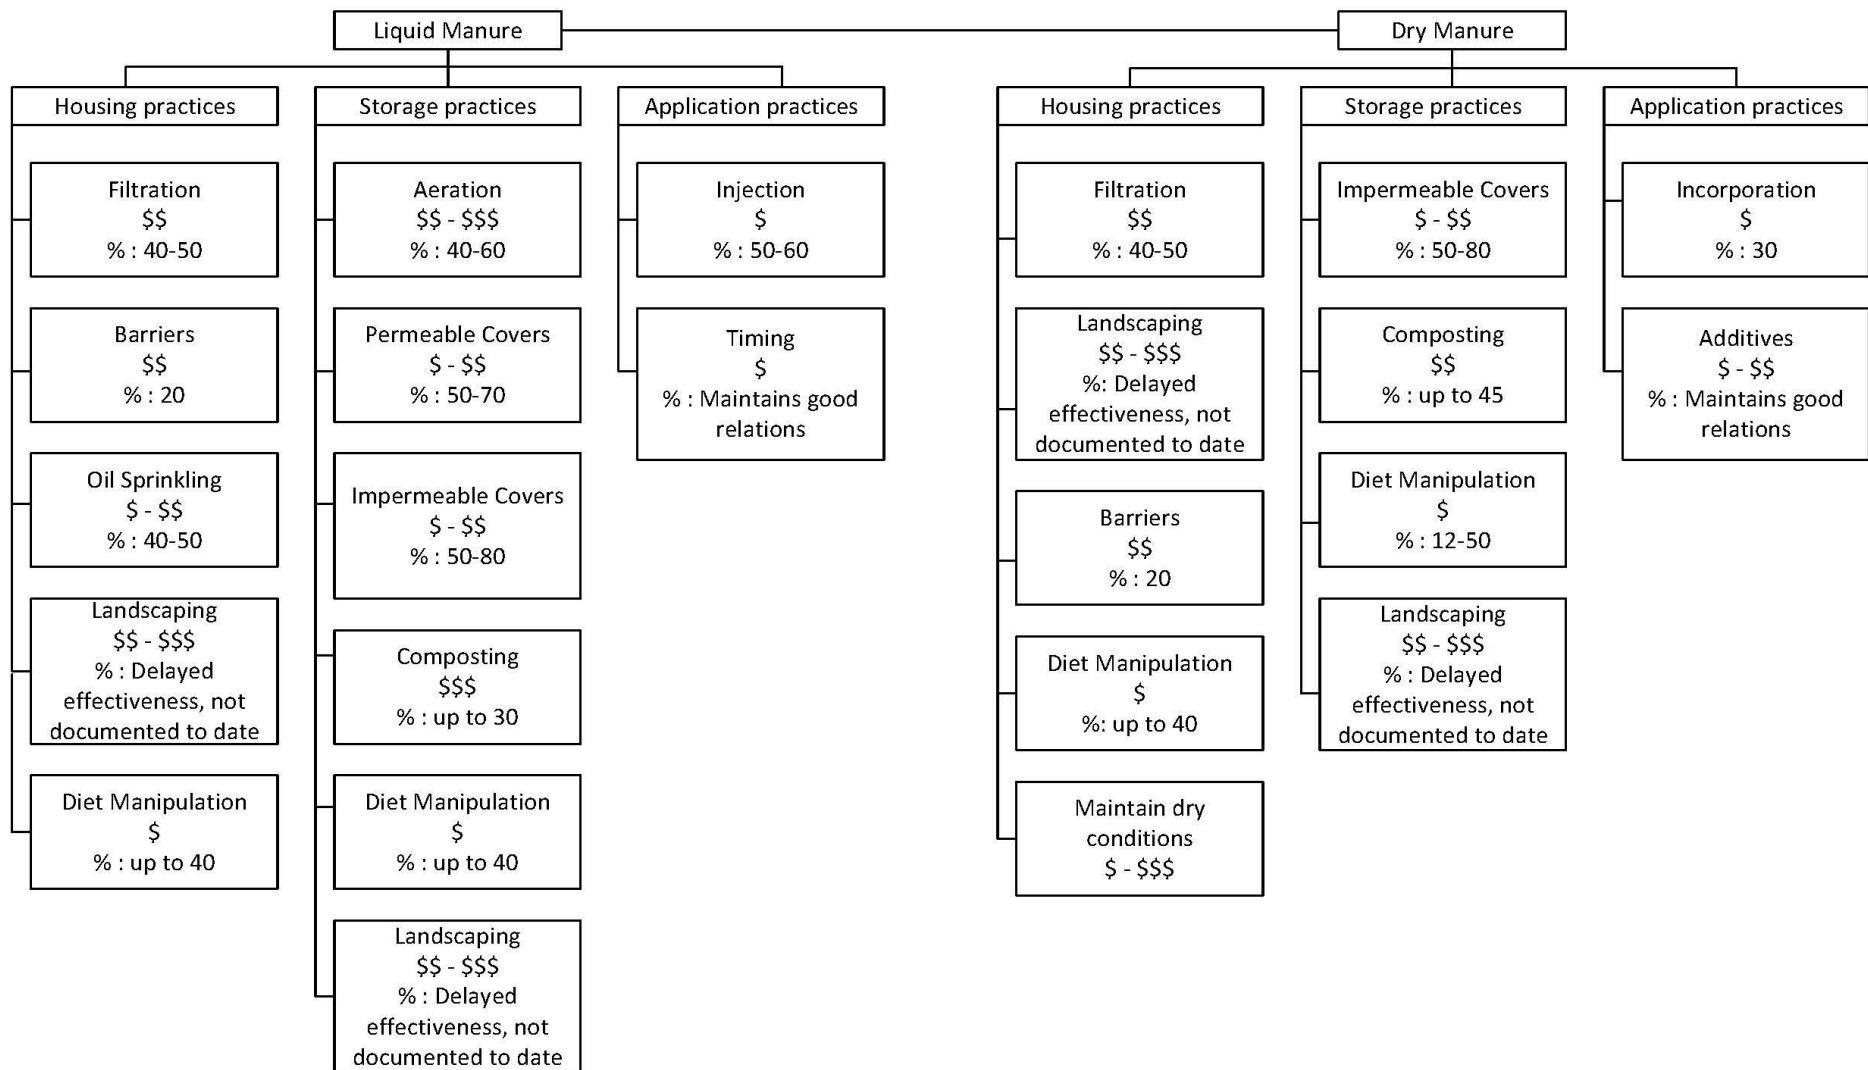 Liquid Manure
Housing practices
Filtration
$$
% : 40-50
Barriers
$$
% : 20
Oil Sprinkling
$ - $$
% : 40-50
Landscaping
$$ - $$$
% : Delayed
effectiveness, not
documented to date
Diet Manipulation
$
% : up to 40
Storage practices
Aeration
$$ - $$$
% : 40-60
Permeable Covers
$ - $$
% : 50-70
Impermeable Covers
$ - $$
% : 50-80
Composting
$$$
% : up to 30
Diet Manipulation
$
% : up to 40
Landscaping
$$ - $$$
% : Delayed
effectiveness, not
documented to date
Application practices
Injection
$
% : 50-60
Timing
$
% : Maintains good
relations
Dry Manure
Housing practices
Filtration
$$
% : 40-50
Landscaping
$$ - $$$
%: Delayed
effectiveness, not
documented to date
Barriers
$$
% : 20
Diet Manipulation
$
%: up to 40
Maintain dry
conditions
$ - $$$
Storage practices
Impermeable Covers
$ - $$
% : 50-80
Composting
$$
% : up to 45
Diet Manipulation
$
% : 12-50
Landscaping
$$ - $$$
% : Delayed
effectiveness, not
documented to date
Application practices
Incorporation
$
% : 30
Additives
$ - $$
% : Maintains good
relations